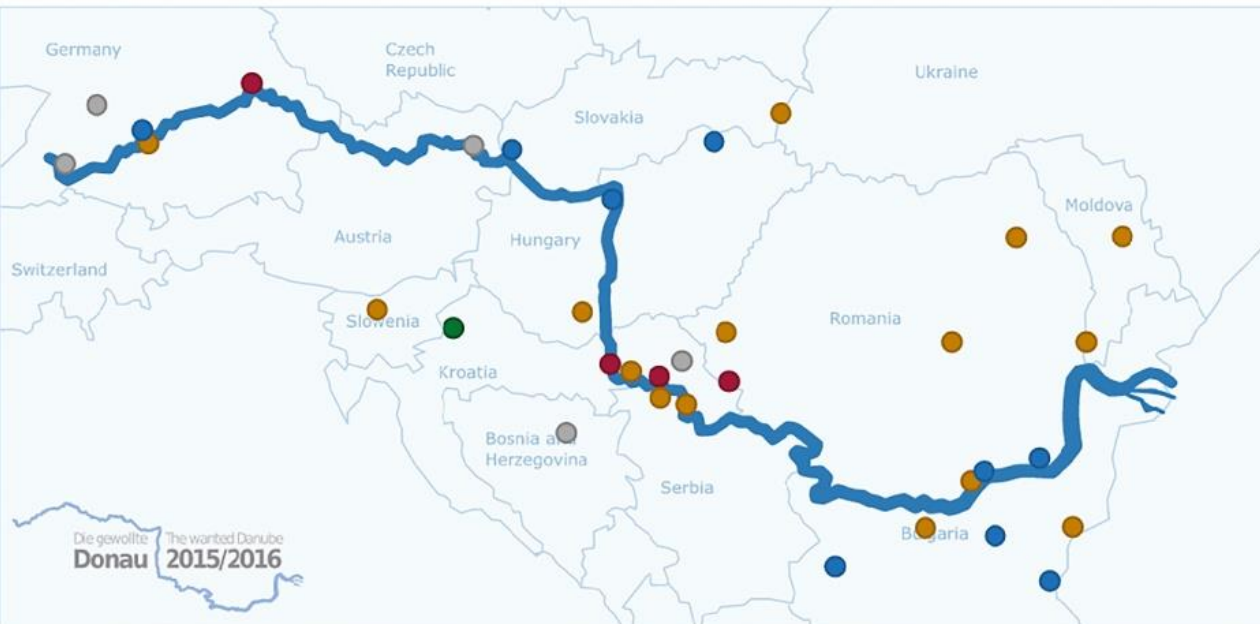 Germany
Czech
Republic
Ukraine
Slovakia
Moldova
Austria
Hungary
Switzerland
Slowenia
Romania
Kroatia
Bosnia and
Herzegovina
Serbia
Bulgaria
Die gewollte
Donau
The wanted Danube
2015/2016